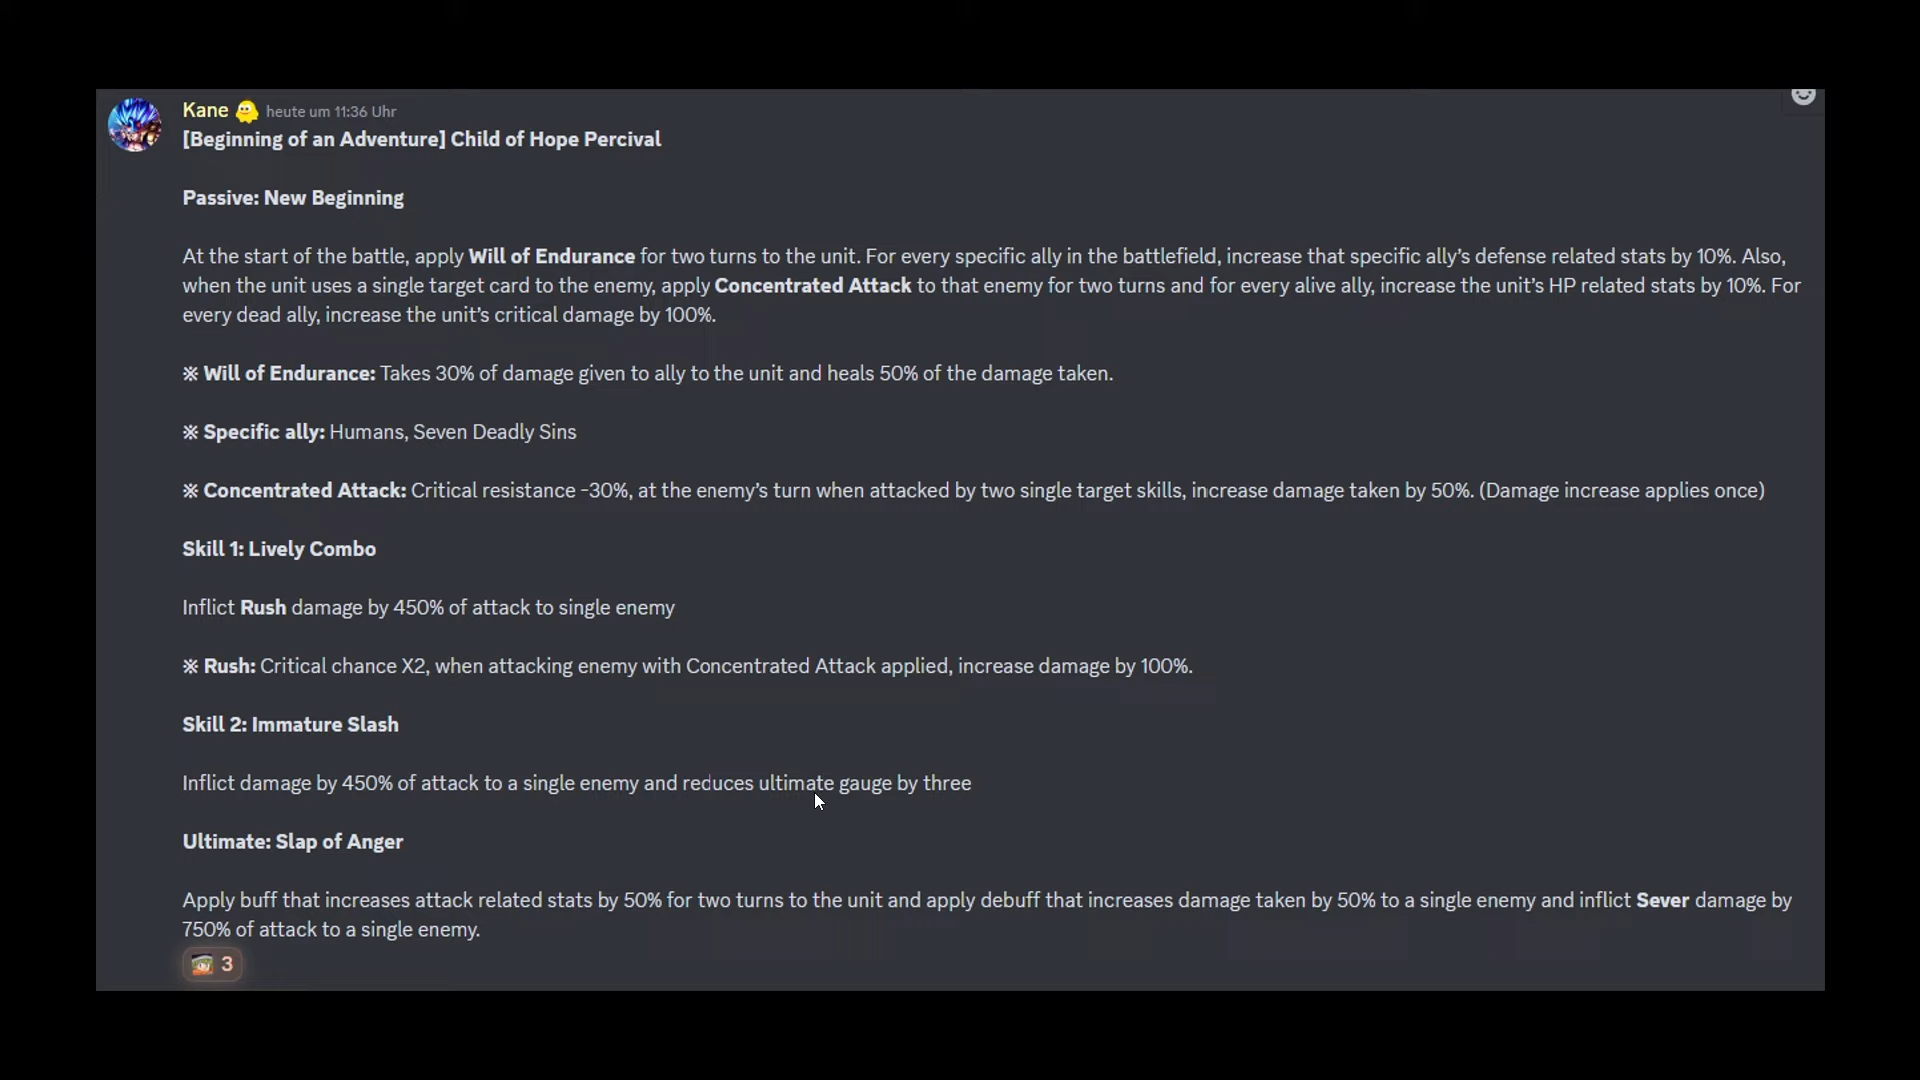 Kane heute um 11:36 Uhr
[Beginning of an Adventure] Child of Hope Percival
Passive: New Beginning
At the start of the battle, apply Will of Endurance for two turns to the unit. For every specific ally in the battlefield, increase that specific ally’s defense related stats by 10%. Also,
when the unit uses a single target card to the enemy, apply Concentrated Attack to that enemy for two turns and for every alive ally, increase the unit’s HP related stats by 10%. For
every dead ally, increase the unit’s critical damage by 100%.
※ Will of Endurance: Takes 30% of damage given to ally to the unit and heals 50% of the damage taken.
※ Specific ally: Humans, Seven Deadly Sins
※ Concentrated Attack: Critical resistance -30%, at the enemy’s turn when attacked by two single target skills, increase damage taken by 50%. (Damage increase applies once)
Skill 1: Lively Combo
Inflict Rush damage by 450% of attack to single enemy
※ Rush: Critical chance X2, when attacking enemy with Concentrated Attack applied, increase damage by 100%.
Skill 2: Immature Slash
Inflict damage by 450% of attack to a single enemy and reduces ultimate gauge by three
Ultimate: Slap of Anger
Apply buff that increases attack related stats by 50% for two turns to the unit and apply debuff that increases damage taken by 50% to a single enemy and inflict Sever damage by
750% of attack to a single enemy.
3